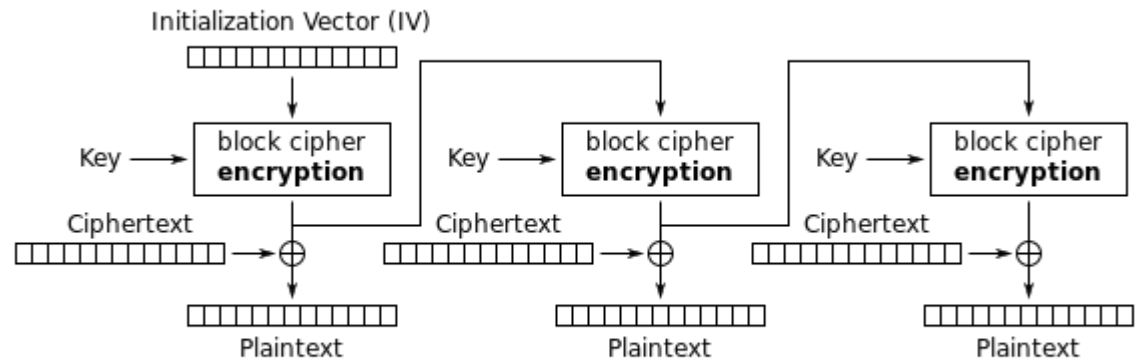 Initialization Vector (IV)
Key
block cipher
encryption
Key
block cipher
encryption
Key
block cipher
encryption
Ciphertext
Ciphertext
Ciphertext
Plaintext
Plaintext
Plaintext